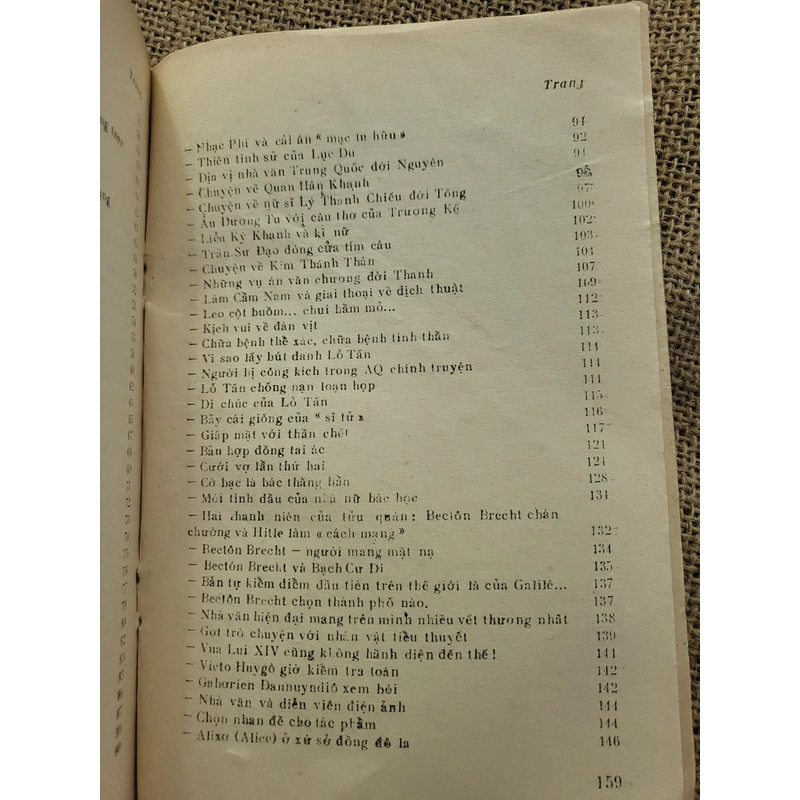 Trang
— Nhạc Phi và cái án « mạc tu hữu » 91
— Thiên tình sử của Lục Du 92
— Địa vị nhà văn Trung Quốc đời Nguyên 94
— Chuyện về Quan Hán Khanh 96
— Chuyện về nữ sĩ Lý Thanh Chiếu đời Tống 97
— Âu Dương Tu với câu thơ của Trương Kế 100
— Liễu Kỳ Khanh và kĩ nữ 102
— Trần Sư Đạo đóng cửa tìm câu 103
— Chuyện về Kim Thánh Thán 104
— Những vụ án văn chương đời Thanh 107
— Lâm Cầm Nam và giai thoại về dịch thuật 109
— Leo cột buồm... chui hầm mỏ... 112
— Kịch vui về đàn vịt 113
— Chữa bệnh thể xác, chữa bệnh tinh thần 113
— Vì sao lấy bút danh Lỗ Tấn 114
— Người bị công kích trong AQ chính truyện 114
— Lỗ Tấn chống nạn loạn họp 114
— Di chúc của Lỗ Tấn 115
— Bảy cái giống của « sĩ tử » 116
— Giáp mặt với thần chết 117
— Bản hợp đồng tai ác 121
— Cưới vợ lần thứ hai 124
— Cờ bạc là bác thằng bần 128
— Mối tình đầu của nhà nữ bác học 131
— Hai thanh niên của tửu quán: Bectôn Brecht chán
chường và Hitle làm « cách mạng » 132
— Bectôn Brecht — người mang mặt nạ 134
— Bectôn Brecht và Bạch Cư Dị 135
— Bản tự kiểm điểm đầu tiên trên thế giới là của Galilê... 137
— Bectôn Brecht chọn thành phố nào. 137
— Nhà văn hiện đại mang trên mình nhiều vết thương nhất 138
— Gơt trò chuyện với nhân vật tiểu thuyết 139
— Vua Lui XIV cũng không hãnh diện đến thế! 141
— Victo Huygô giờ kiểm tra toán 142
— Gabơrien Đannuyndiô xem bói 142
— Nhà văn và diễn viên điện ảnh 144
— Chọn nhan đề cho tác phẩm 144
— Alixơ (Alice) ở xứ sở đồng đô la 146
159